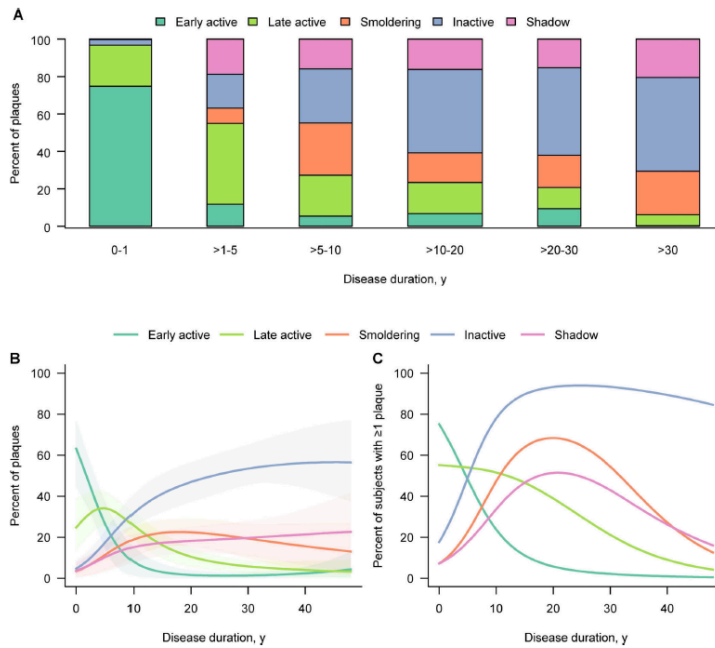 A
Early active Late active Smoldering Inactive Shadow
Percent of plaques
100
80
60
40
20
0
0-1 >1-5 >5-10 >10-20 >20-30 >30
Disease duration, y
Early active Late active Smoldering Inactive Shadow
B
Percent of plaques
100
80
60
40
20
0
0 10 20 30 40
Disease duration, y
C
Percent of subjects with ≥1 plaque
100
80
60
40
20
0
0 10 20 30 40
Disease duration, y